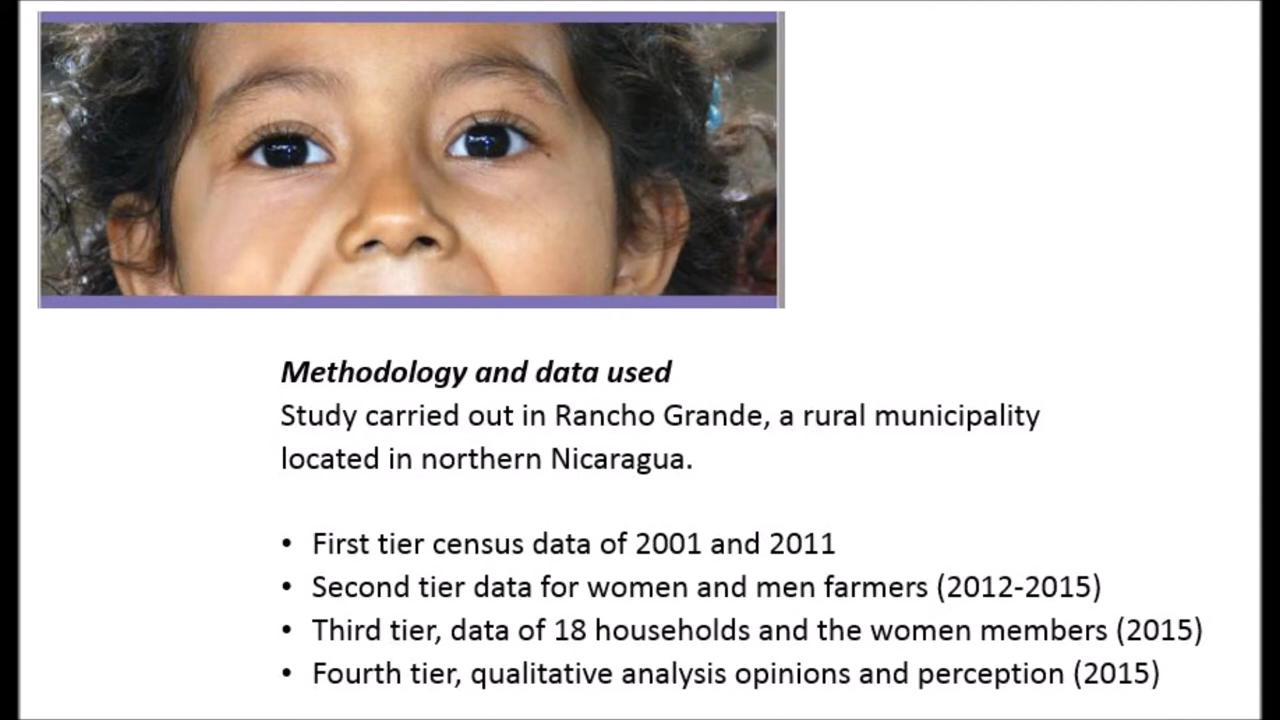 Methodology and data used
Study carried out in Rancho Grande, a rural municipality
located in northern Nicaragua.
• First tier census data of 2001 and 2011
• Second tier data for women and men farmers (2012-2015)
• Third tier, data of 18 households and the women members (2015)
• Fourth tier, qualitative analysis opinions and perception (2015)